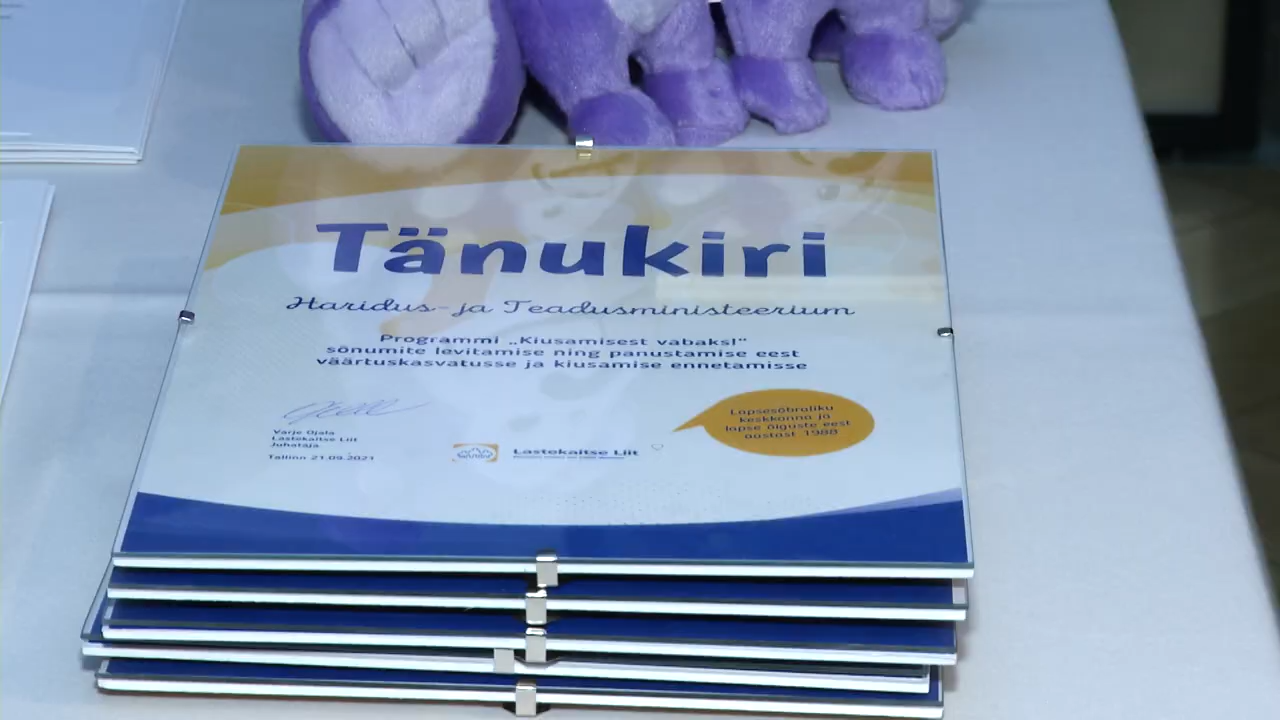 Tänukiri
Haridus- ja Teadusministeerium
Programmi „Kiusamisest vabaks!“
sõnumite levitamise ning panustamise eest
väärtuskasvatusse ja kiusamise ennetamisse
Varje Ojala
Lastekaitse Liit
Juhataja
Tallinn 21.09.2021
Lastekaitse Liit
Lapsesõbraliku
keskkonna ja
lapse õiguste eest
aastast 1988